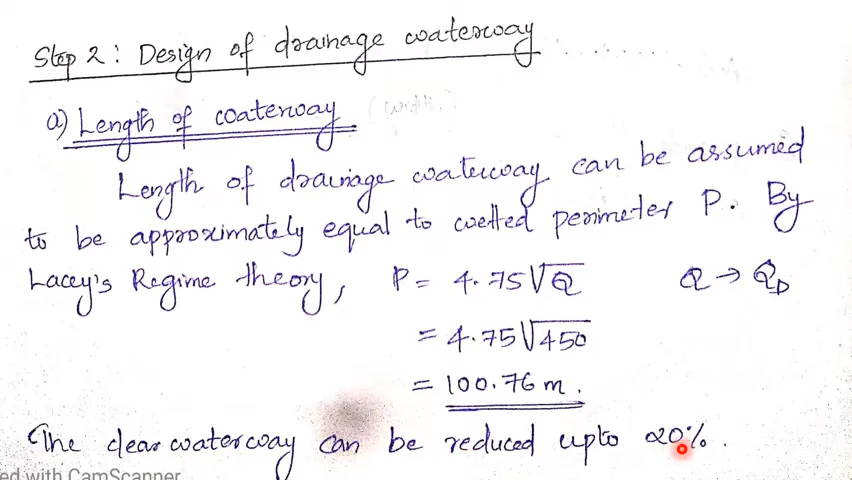 Step 2: Design of drainage waterway
a) Length of waterway (width)
Length of drainage waterway can be assumed
to be approximately equal to wetted perimeter P. By
Lacey's Regime theory, P = 4.75√Q Q → Q_D
= 4.75√450
= 100.76 m.
The clear waterway can be reduced upto 20%.
ed with CamScanner